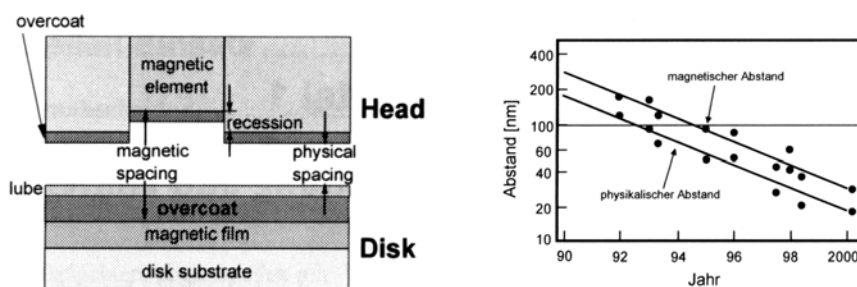 overcoat
magnetic
element
Head
recession
magnetic
spacing
physical
spacing
lube
overcoat
magnetic film
Disk
disk substrate
Abstand [nm]
400
200
100
60
40
20
10
magnetischer Abstand
physikalischer Abstand
90 92 94 96 98 2000
Jahr